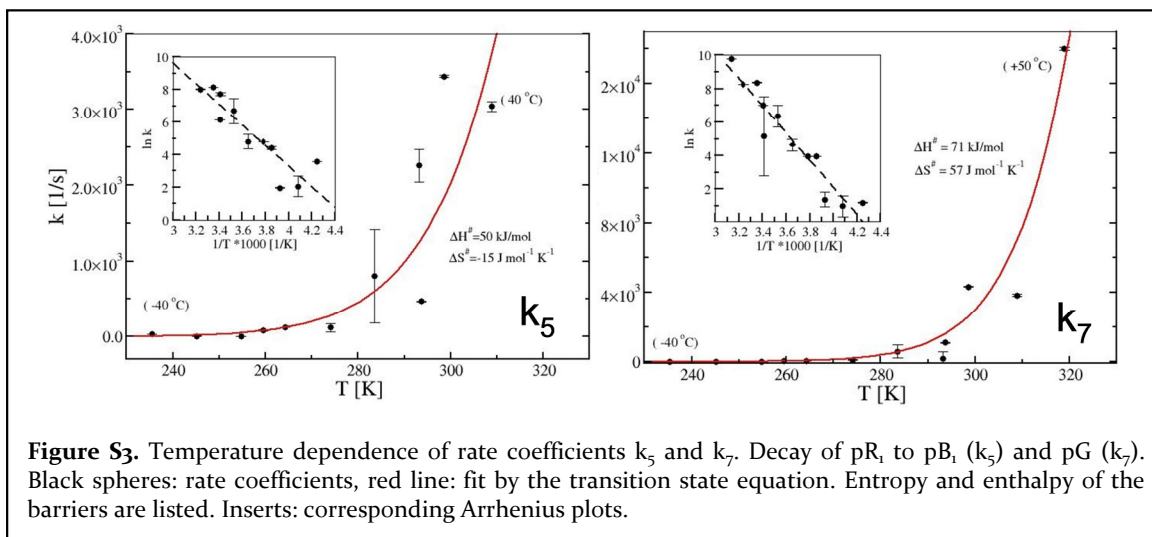 4.0×10³
3.0×10³
2.0×10³
1.0×10³
0.0
k [1/s]
10
8
6
4
2
0
ln k
3 3.2 3.4 3.6 3.8 4 4.2 4.4
1/T *1000 [1/K]
( 40 °C)
ΔH#=50 kJ/mol
ΔS#=-15 J mol⁻¹ K⁻¹
(-40 °C)
k₅
240 260 280 300 320
T [K]
2×10⁴
2×10⁴
1×10⁴
8×10³
4×10³
0
10
8
6
4
2
ln k
3 3.2 3.4 3.6 3.8 4 4.2 4.4
1/T *1000 [1/K]
( +50 °C)
ΔH# = 71 kJ/mol
ΔS# = 57 J mol⁻¹ K⁻¹
( -40 °C)
k₇
240 260 280 300 320
T [K]
Figure S3. Temperature dependence of rate coefficients k₅ and k₇. Decay of pR₁ to pB₁ (k₅) and pG (k₇).
Black spheres: rate coefficients, red line: fit by the transition state equation. Entropy and enthalpy of the
barriers are listed. Inserts: corresponding Arrhenius plots.